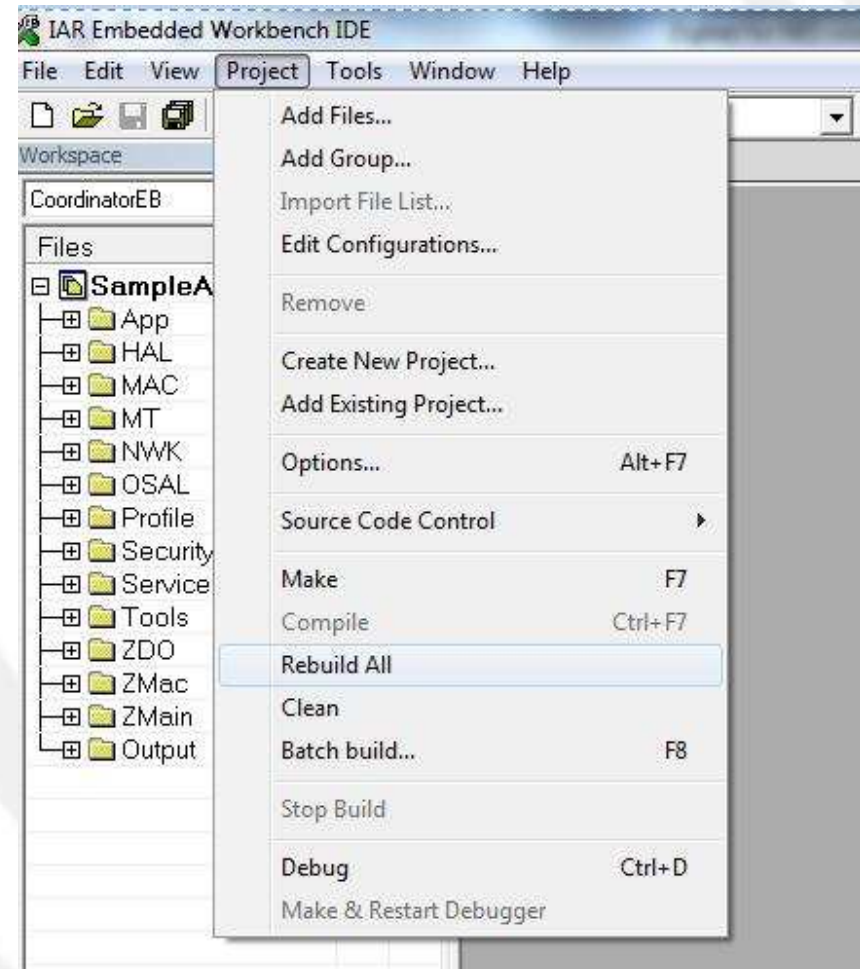 IAR Embedded Workbench IDE
File Edit View Project Tools Window Help
Workspace
CoordinatorEB
Files
SampleA
App
HAL
MAC
MT
NWK
OSAL
Profile
Security
Service
Tools
ZDO
ZMac
ZMain
Output
Add Files...
Add Group...
Import File List...
Edit Configurations...
Remove
Create New Project...
Add Existing Project...
Options... Alt+F7
Source Code Control
Make F7
Compile Ctrl+F7
Rebuild All
Clean
Batch build... F8
Stop Build
Debug Ctrl+D
Make & Restart Debugger